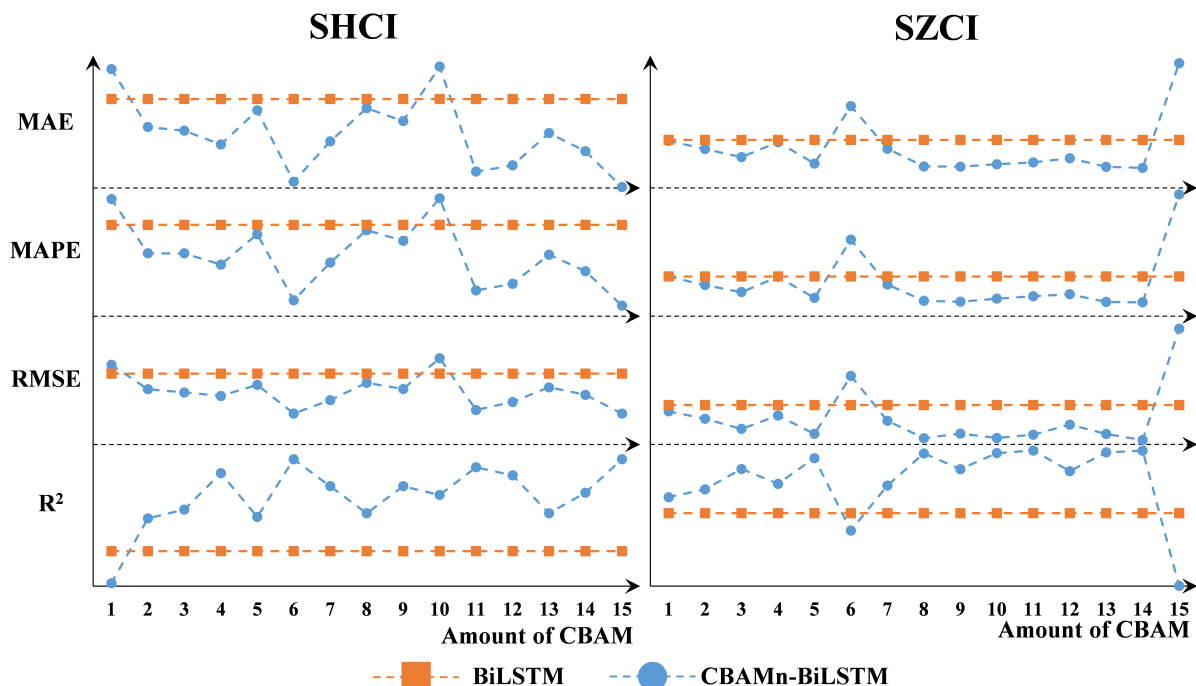 SHCI
SZCI
MAE
MAPE
RMSE
R²
1 2 3 4 5 6 7 8 9 10 11 12 13 14 15
Amount of CBAM
1 2 3 4 5 6 7 8 9 10 11 12 13 14 15
Amount of CBAM
BiLSTM
CBAMn-BiLSTM